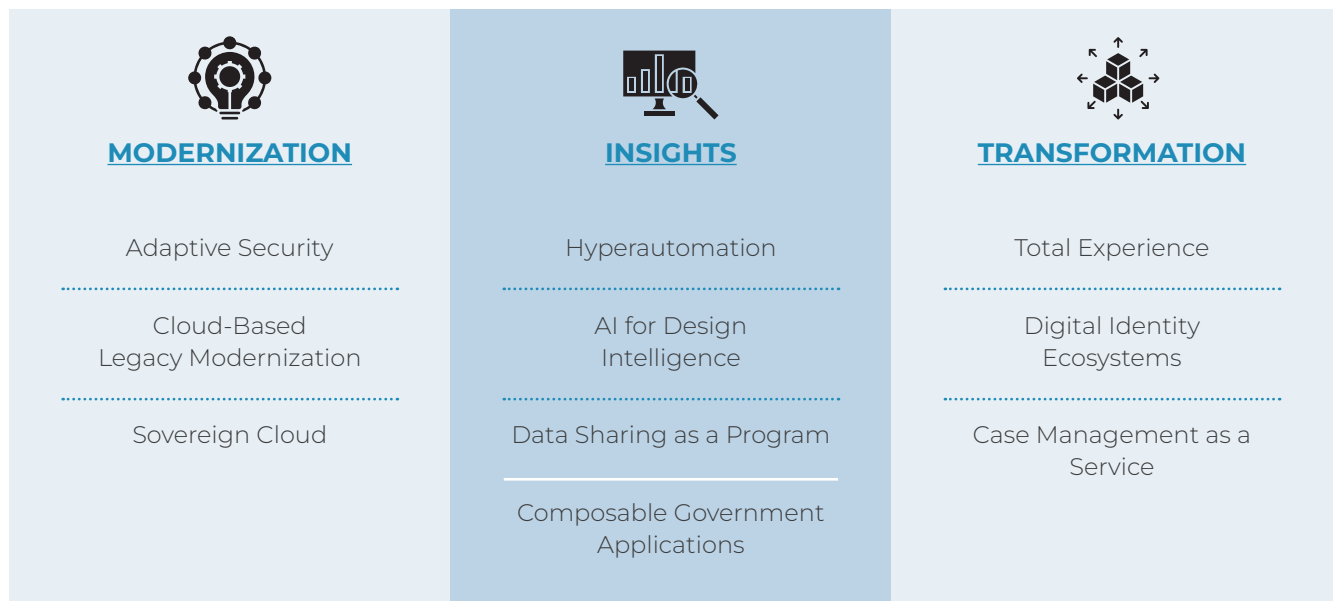 MODERNIZATION
Adaptive Security
Cloud-Based
Legacy Modernization
Sovereign Cloud
INSIGHTS
Hyperautomation
AI for Design
Intelligence
Data Sharing as a Program
Composable Government
Applications
TRANSFORMATION
Total Experience
Digital Identity
Ecosystems
Case Management as a
Service